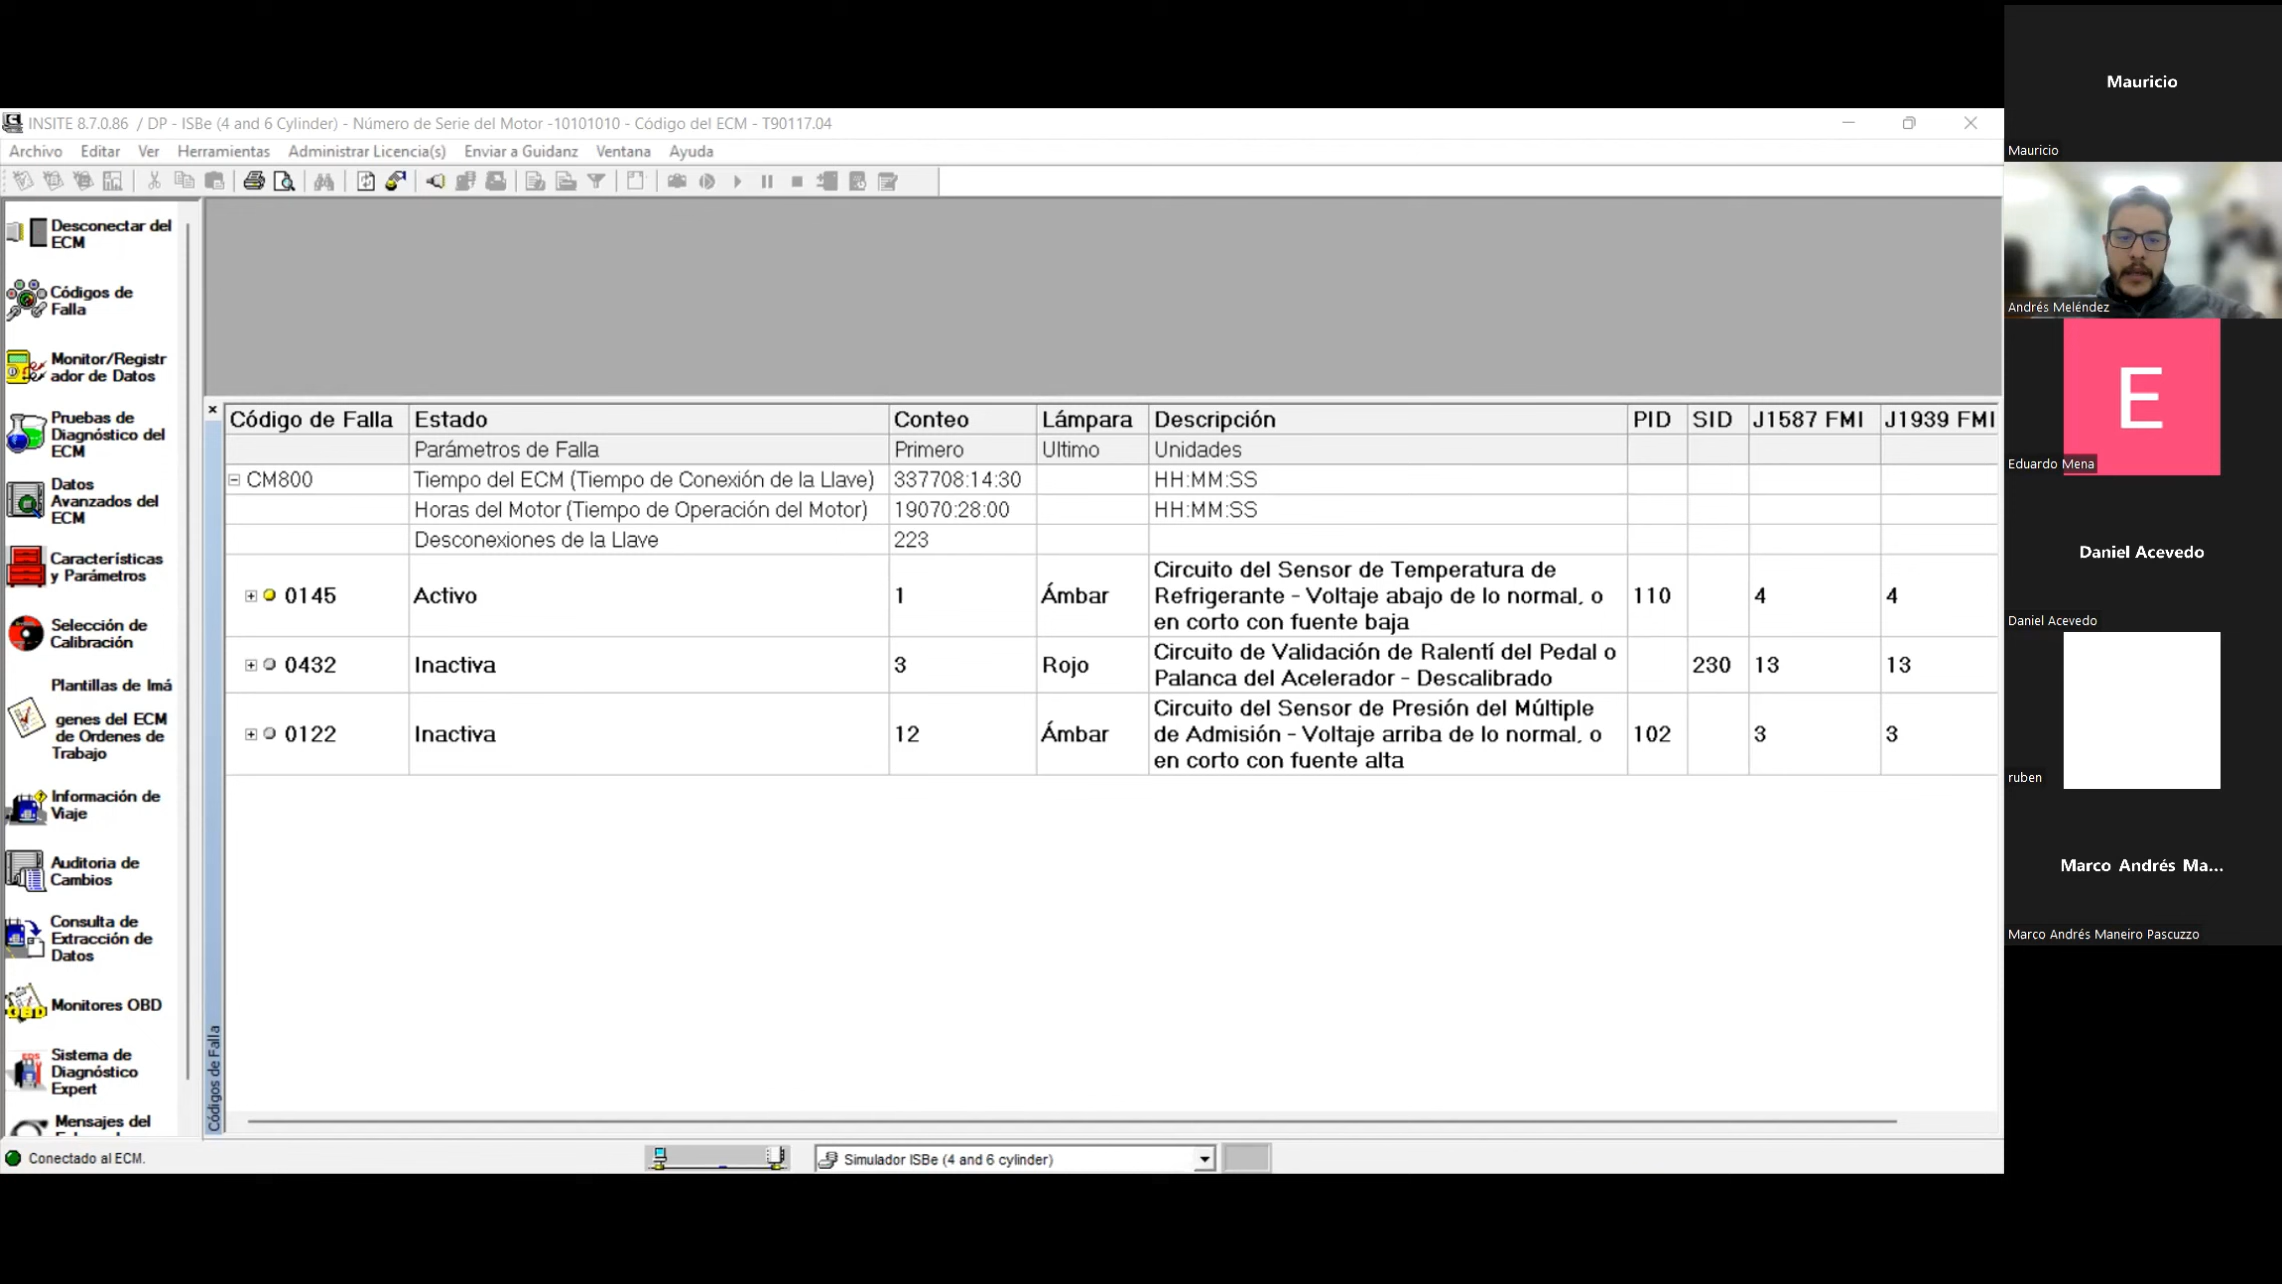 INSITE 8.7.0.86 / DP - ISBe (4 and 6 Cylinder) - Número de Serie del Motor -10101010 - Código del ECM - T90117.04
Archivo Editar Ver Herramientas Administrar Licencia(s) Enviar a Guidanz Ventana Ayuda
Desconectar del
ECM
Códigos de
Falla
Monitor/Registr
ador de Datos
Pruebas de
Diagnóstico del
ECM
Datos
Avanzados del
ECM
Características
y Parámetros
Selección de
Calibración
Plantillas de Imá
genes del ECM
de Ordenes de
Trabajo
Información de
Viaje
Auditoria de
Cambios
Consulta de
Extracción de
Datos
OBD
Monitores OBD
EDS
Sistema de
Diagnóstico
Expert
Mensajes del
Códigos de Falla
Código de Falla Estado Conteo Lámpara Descripción PID SID J1587 FMI J1939 FMI
Parámetros de Falla Primero Ultimo Unidades
CM800 Tiempo del ECM (Tiempo de Conexión de la Llave) 337708:14:30 HH:MM:SS
Horas del Motor (Tiempo de Operación del Motor) 19070:28:00 HH:MM:SS
Desconexiones de la Llave 223
0145 Activo 1 Ámbar Circuito del Sensor de Temperatura de
Refrigerante - Voltaje abajo de lo normal, o
en corto con fuente baja 110 4 4
0432 Inactiva 3 Rojo Circuito de Validación de Ralentí del Pedal o
Palanca del Acelerador - Descalibrado 230 13 13
0122 Inactiva 12 Ámbar Circuito del Sensor de Presión del Múltiple
de Admisión - Voltaje arriba de lo normal, o
en corto con fuente alta 102 3 3
Conectado al ECM.
Simulador ISBe (4 and 6 cylinder)
Mauricio
Mauricio
Andrés Meléndez
E
Eduardo Mena
Daniel Acevedo
Daniel Acevedo
ruben
Marco Andrés Ma...
Marco Andrés Maneiro Pascuzzo